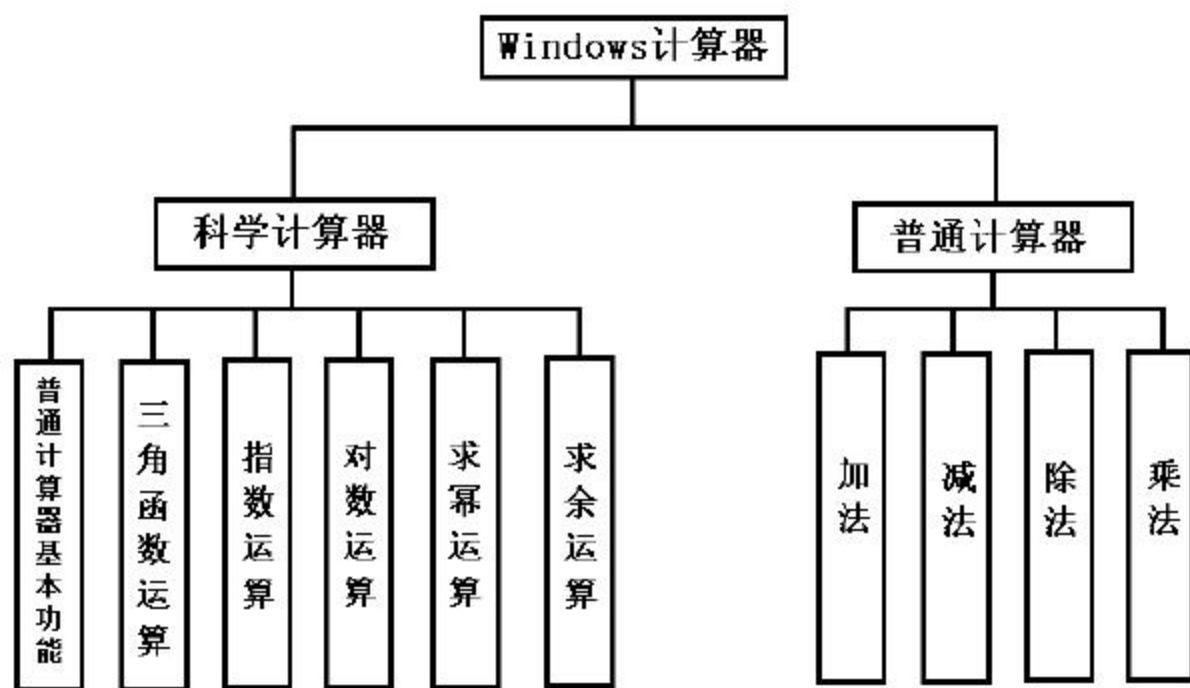 Windows计算器
科学计算器
普通计算器
普通计算器基本功能
三角函数运算
指数运算
对数运算
求幂运算
求余运算
加法
减法
除法
乘法